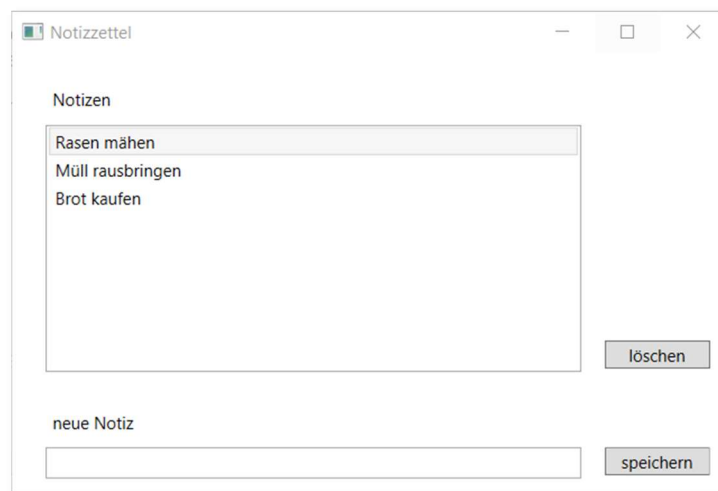 Notizzettel
Notizen
Rasen mähen
Müll rausbringen
Brot kaufen
löschen
neue Notiz
speichern